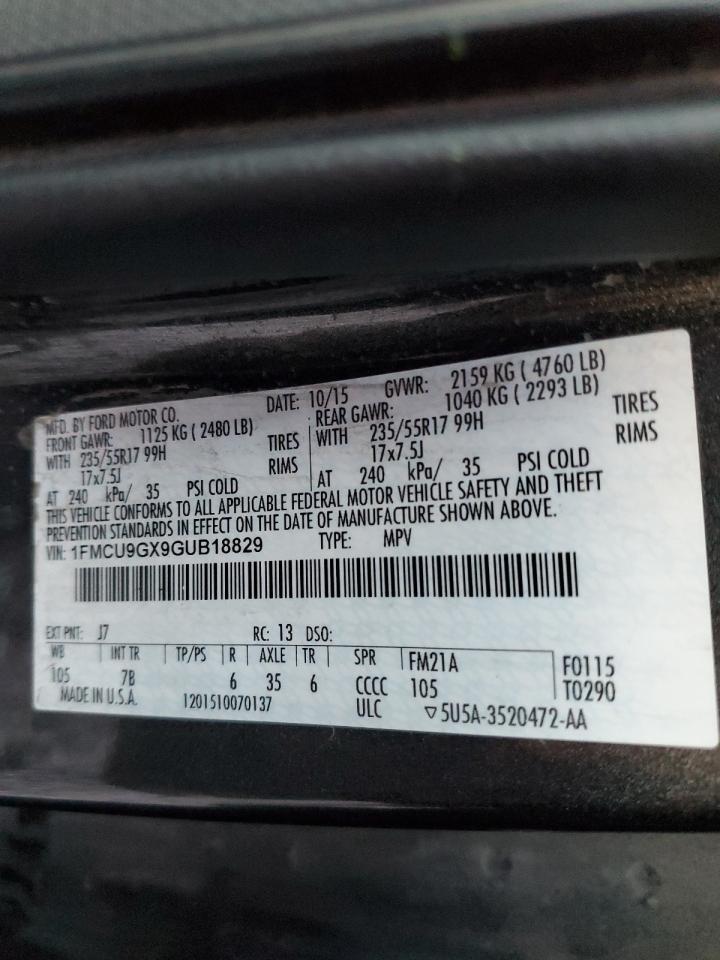 MFD. BY FORD MOTOR CO. DATE: 10/15 GVWR: 2159 KG ( 4760 LB)
FRONT GAWR: 1125 KG ( 2480 LB) REAR GAWR: 1040 KG ( 2293 LB)
WITH 235/55R17 99H TIRES WITH 235/55R17 99H TIRES
17x7.5J RIMS 17x7.5J RIMS
AT 240 kPa/ 35 PSI COLD AT 240 kPa/ 35 PSI COLD
THIS VEHICLE CONFORMS TO ALL APPLICABLE FEDERAL MOTOR VEHICLE SAFETY AND THEFT
PREVENTION STANDARDS IN EFFECT ON THE DATE OF MANUFACTURE SHOWN ABOVE.
VIN: 1FMCU9GX9GUB18829 TYPE: MPV
EXT PNT: J7 RC: 13 DSO:
WB INT TR TP/PS R AXLE TR SPR FM21A F0115
105 7B 6 35 6 CCCC 105 T0290
MADE IN U.S.A. 1201510070137 ULC ▽5U5A-3520472-AA